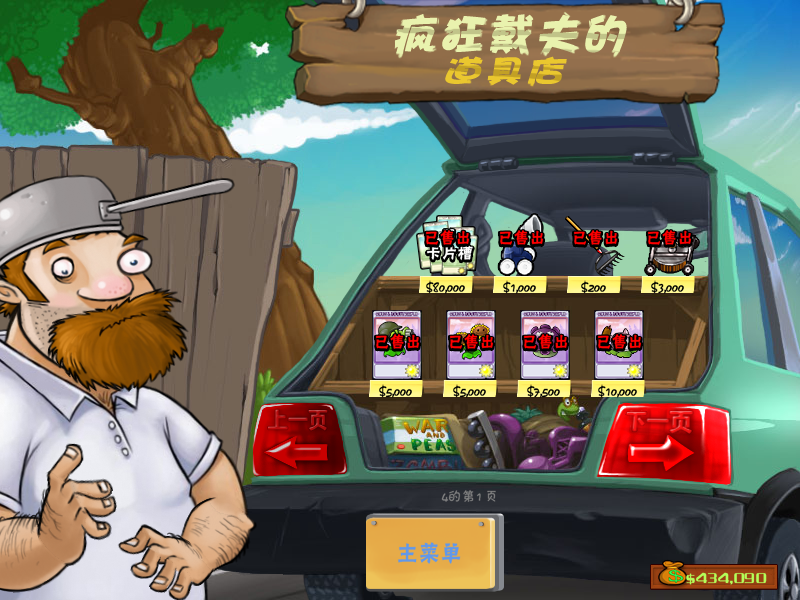 疯狂戴夫的
道具店
已售出 已售出 已售出 已售出
卡片槽
$80,000 $1,000 $200 $3,000
已售出 已售出 已售出 已售出
$5,000 $5,000 $7,500 $10,000
上一页
下一页
WAR
AND
PEAS
4的第1页
主菜单
$434,090